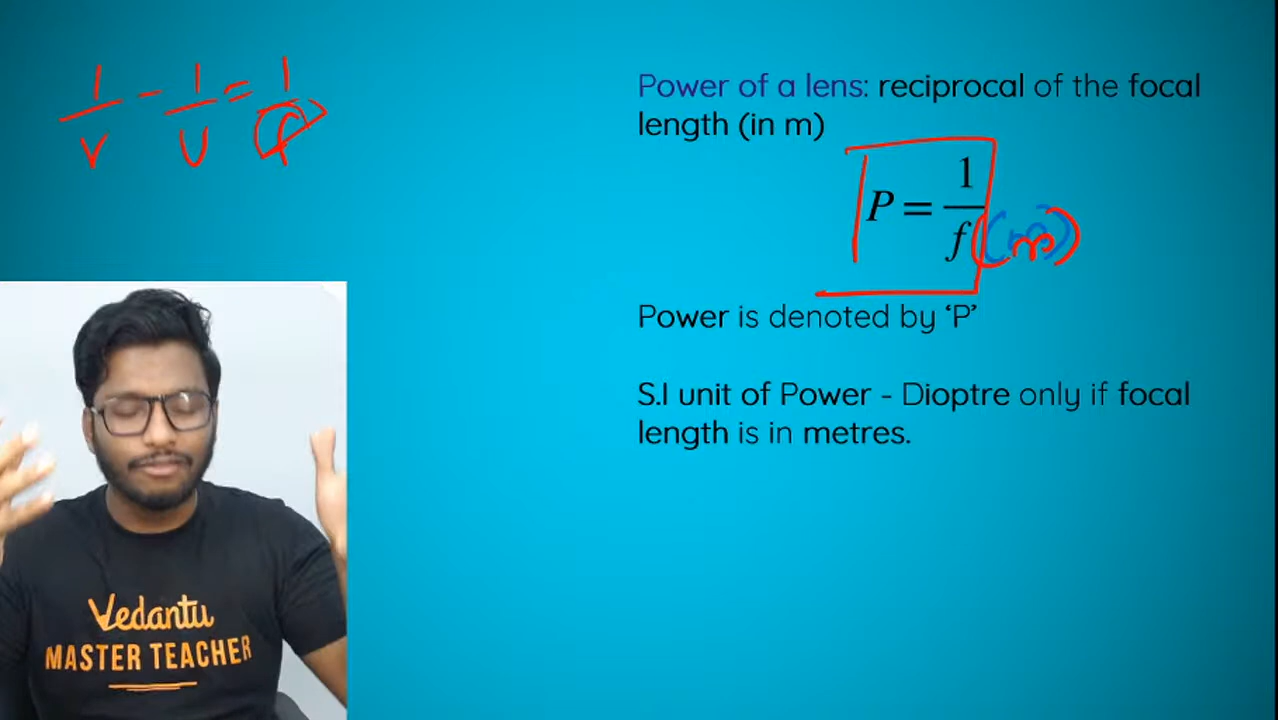 1/v - 1/u = 1/f
Power of a lens: reciprocal of the focal
length (in m)
P = 1/f (m)
Power is denoted by ‘P’
S.I unit of Power - Dioptre only if focal
length is in metres.
Vedantu
MASTER TEACHER